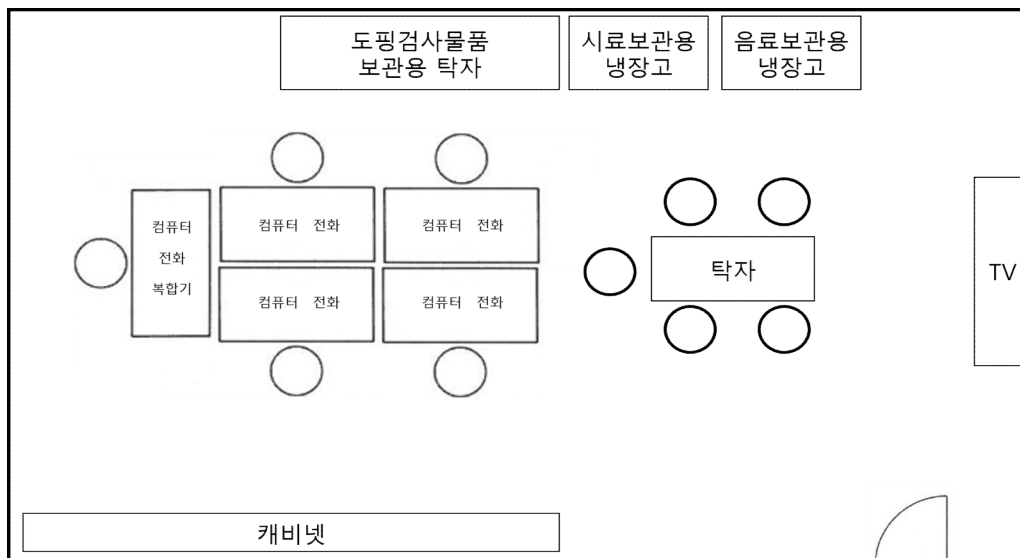 도핑검사물품
보관용 탁자
시료보관용
냉장고
음료보관용
냉장고
컴퓨터
전화
복합기
컴퓨터 전화
컴퓨터 전화
컴퓨터 전화
컴퓨터 전화
탁자
TV
캐비넷